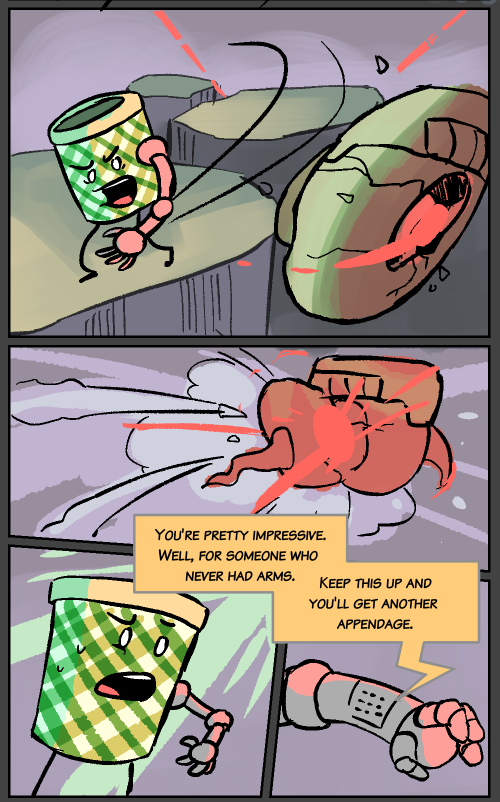 You're pretty impressive.
Well, for someone who
never had arms.
Keep this up and
you'll get another
appendage.